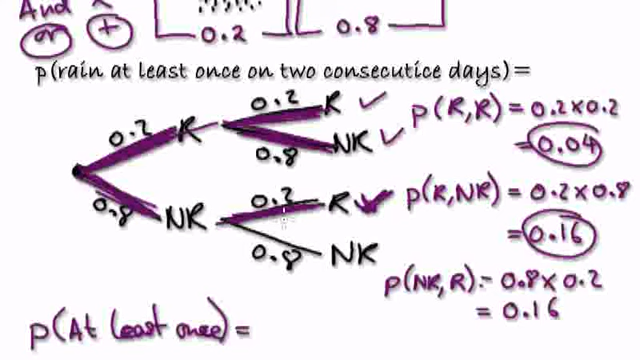 And x
or +
0.2 0.8
p(rain at least once on two consecutice days)=
0.2 R ✓ p(R,R) = 0.2×0.2
0.2 R = 0.04
0.8 NR ✓
0.2 R ✓ p(R,NR) = 0.2×0.8
0.8 NR = 0.16
0.8 NR
p(NR,R) = 0.8×0.2
= 0.16
p(At least once) =